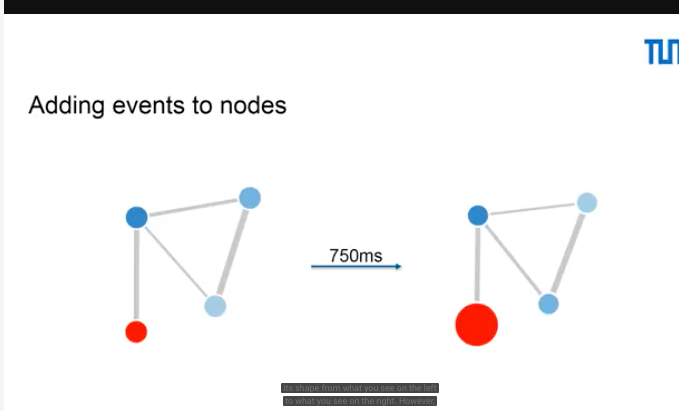 Adding events to nodes
750ms
its shape from what you see on the left
to what you see on the right. However,